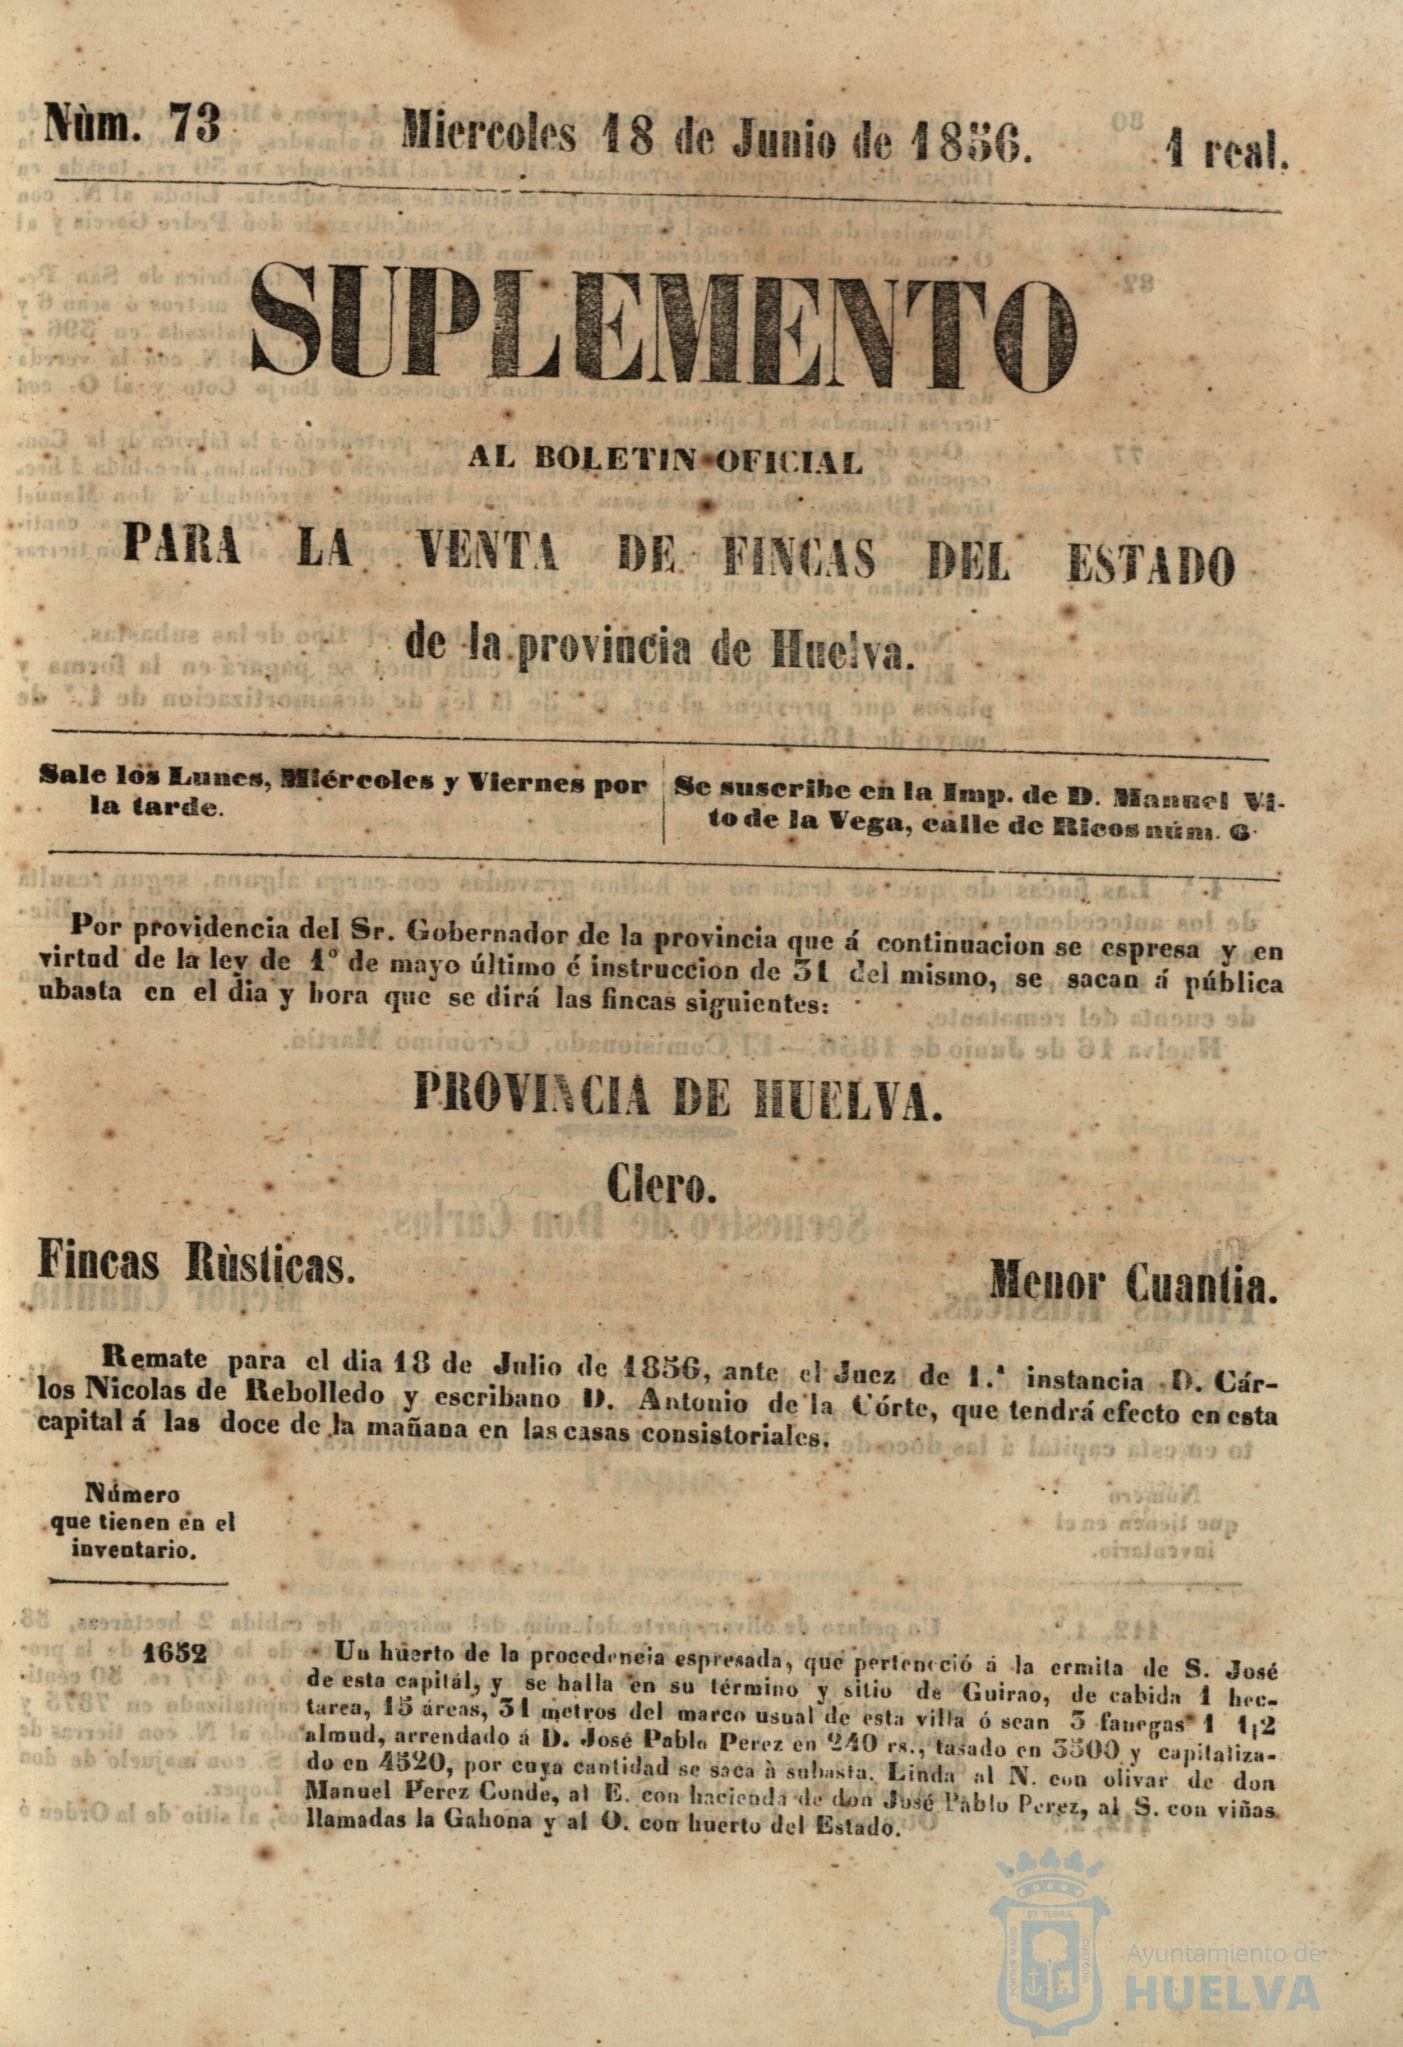 Nùm. 73 Miercoles 18 de Junio de 1856. 1 real.
SUPLEMENTO
AL BOLETIN OFICIAL
PARA LA VENTA DE FINCAS DEL ESTADO
de la provincia de Huelva.
Sale los Lunes, Miércoles y Viernes por
la tarde.
Se suscribe en la Imp. de D. Manuel Vi-
to de la Vega, calle de Ricos núm. 6
Por providencia del Sr. Gobernador de la provincia que á continuacion se espresa y en
virtud de la ley de 1º de mayo último é instruccion de 31 del mismo, se sacan á pública
ubasta en el dia y hora que se dirá las fincas siguientes:
PROVINCIA DE HUELVA.
Clero.
Fincas Rùsticas. Menor Cuantia.
Remate para el dia 18 de Julio de 1856, ante el Juez de 1.ª instancia D. Cár-
los Nicolas de Rebolledo y escribano D. Antonio de la Córte, que tendrá efecto en esta
capital á las doce de la mañana en las casas consistoriales.
Número
que tienen en el
inventario.
1652 Un huerto de la procedencia espresada, que perteneció á la ermita de S. José
de esta capital, y se halla en su término y sitio de Guirao, de cabida 1 hec-
tarea, 15 áreas, 31 metros del marco usual de esta villa ó sean 3 fanegas 1 1¡2
almud, arrendado á D. José Pablo Perez en 240 rs., tasado en 3500 y capitaliza-
do en 4320, por cuya cantidad se saca à subasta. Linda al N. con olivar de don
Manuel Perez Conde, al E. con hacienda de don José Pablo Perez, al S. con viñas
llamadas la Gahona y al O. con huerto del Estado.
ET TERRÆ
PORTUS MARIS
CUSTODIA
Ayuntamiento de
HUELVA